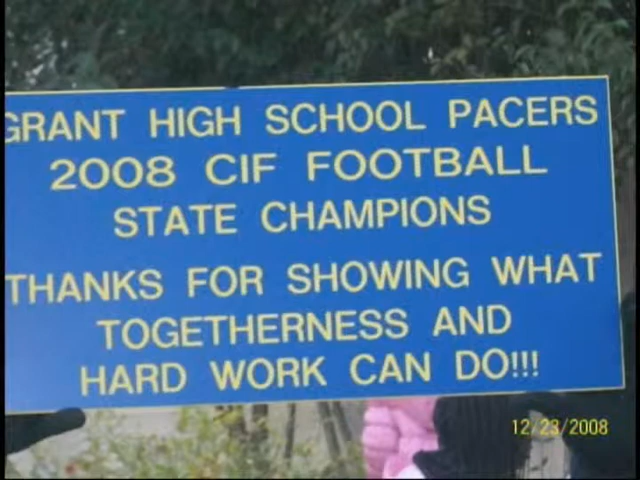 GRANT HIGH SCHOOL PACERS
2008 CIF FOOTBALL
STATE CHAMPIONS
THANKS FOR SHOWING WHAT
TOGETHERNESS AND
HARD WORK CAN DO!!!
12/23/2008